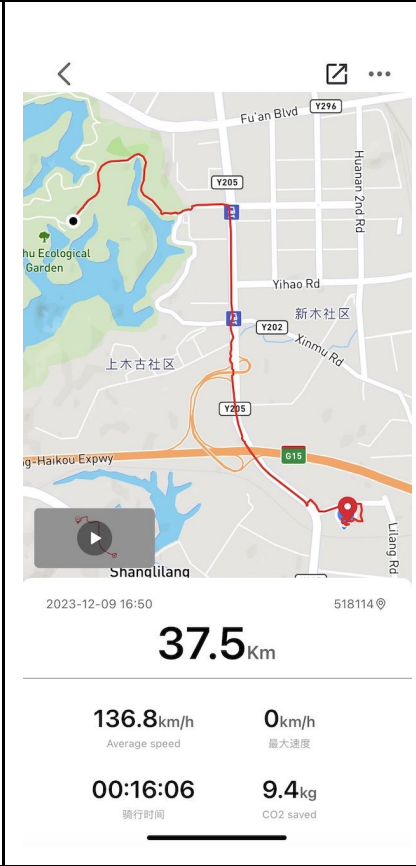 Fu'an Blvd
Y296
Huanan 2nd Rd
Y205
hu Ecological
Garden
Yihao Rd
新木社区
Y202
Xinmu Rd
上木古社区
Y205
G15
g-Haikou Expwy
Lilang Rd
Shanglilang
2023-12-09 16:50
518114
37.5Km
136.8km/h
0km/h
Average speed
最大速度
00:16:06
9.4kg
骑行时间
CO2 saved